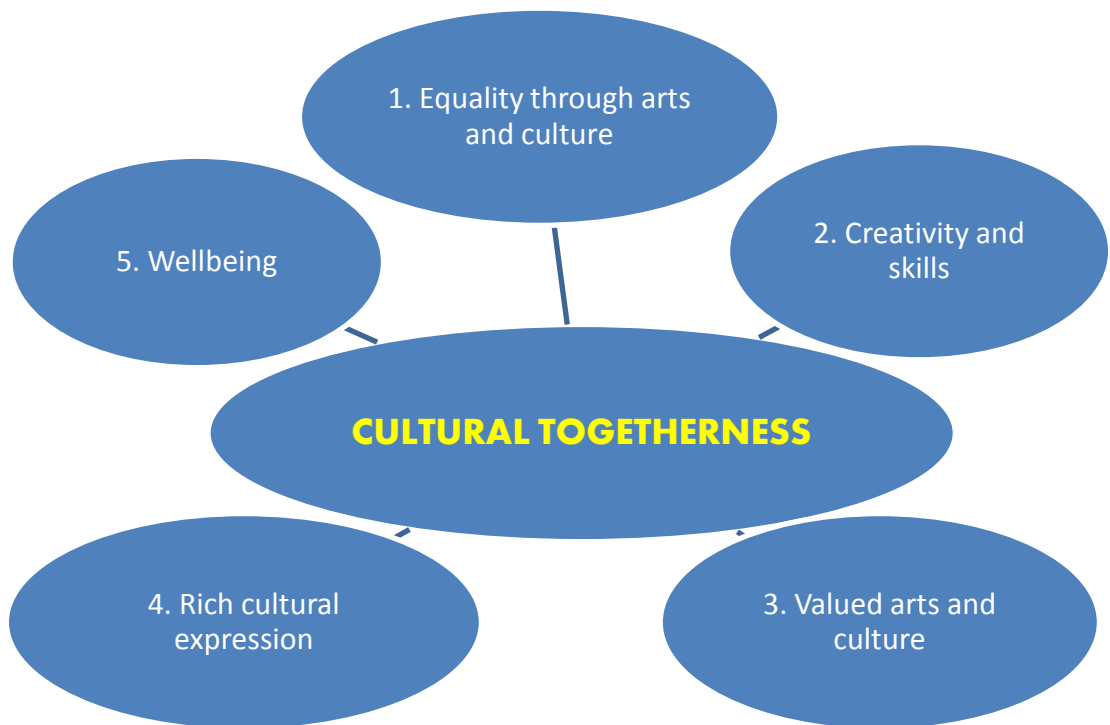 1. Equality through arts
and culture
2. Creativity and
skills
5. Wellbeing
CULTURAL TOGETHERNESS
4. Rich cultural
expression
3. Valued arts and
culture